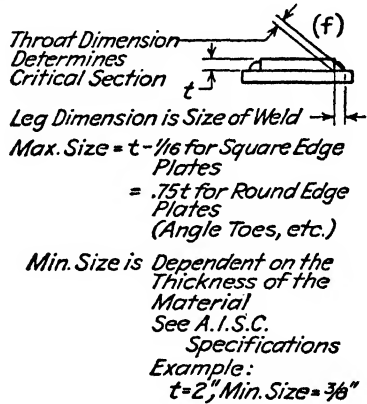 (f)
Throat Dimension
Determines
Critical Section
t
Leg Dimension is Size of Weld
Max. Size = t - 1/16 for Square Edge
Plates
= .75t for Round Edge
Plates
(Angle Toes, etc.)
Min. Size is Dependent on the
Thickness of the
Material
See A.I.S.C.
Specifications
Example:
t=2", Min. Size = 3/8"